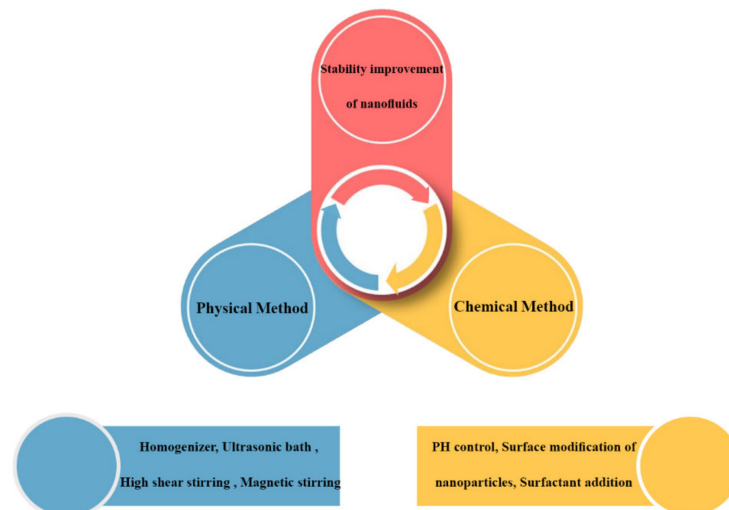 Stability improvement
of nanofluids
Physical Method
Chemical Method
Homogenizer, Ultrasonic bath ,
High shear stirring , Magnetic stirring
PH control, Surface modification of
nanoparticles, Surfactant addition